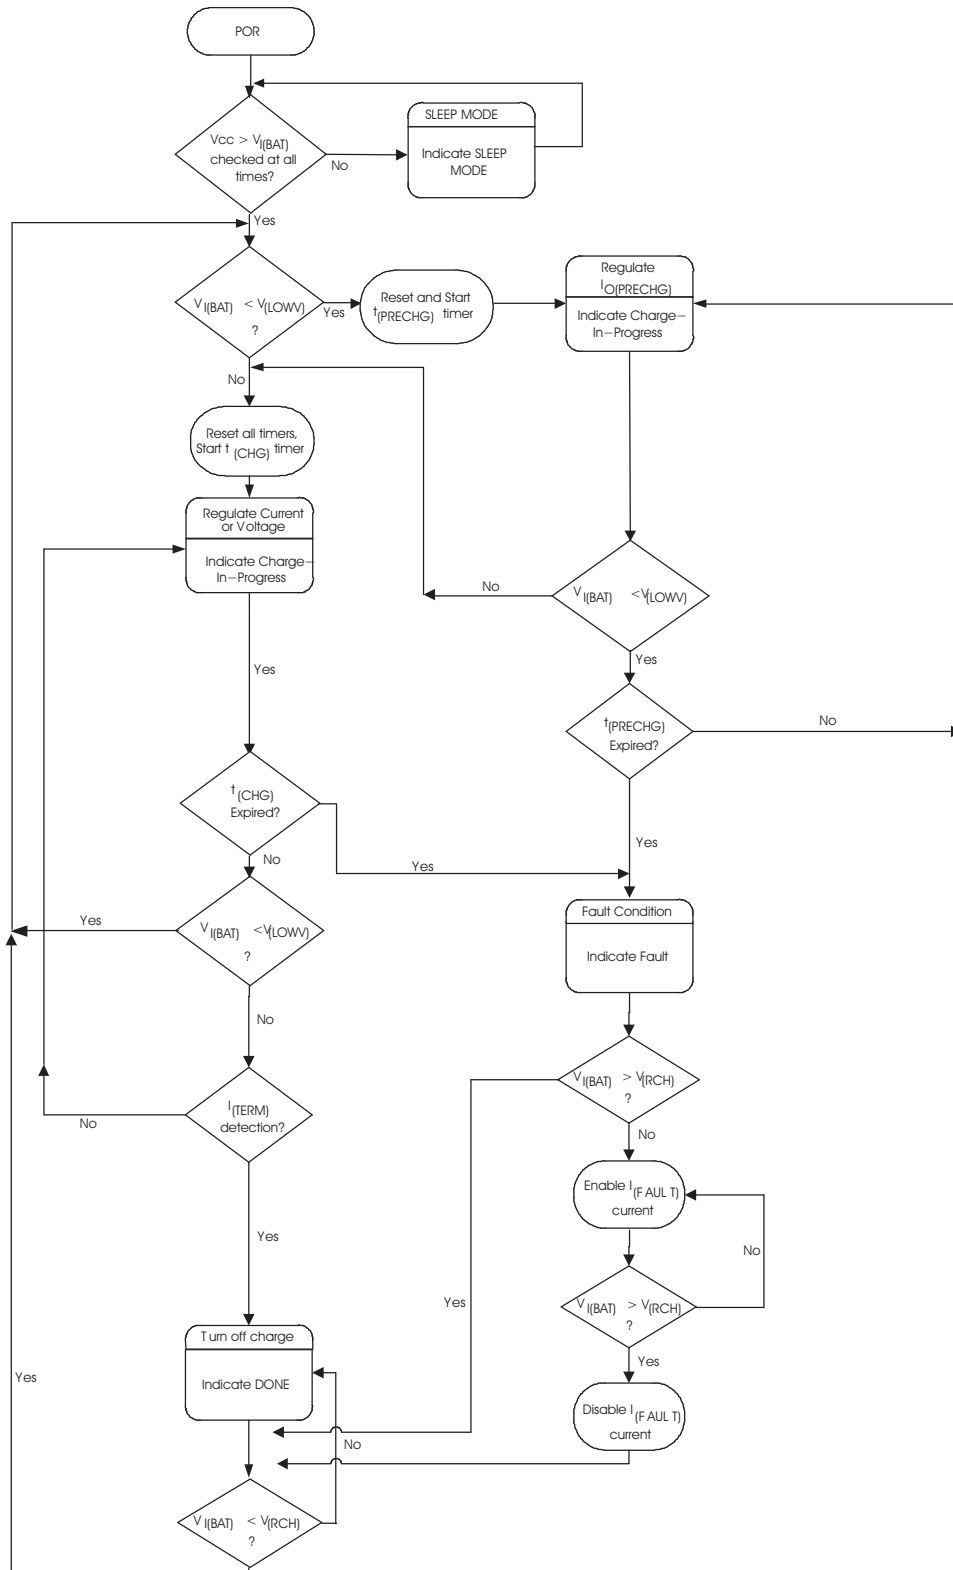 POR
SLEEP MODE
Vcc > VI(BAT)
checked at all
times?
No
Indicate SLEEP
MODE
Yes
Regulate
IO(PRECHG)
VI(BAT) < V(LOWV)
?
Yes
Reset and Start
t(PRECHG) timer
Indicate Charge–
In–Progress
No
Reset all timers,
Start t(CHG) timer
Regulate Current
or Voltage
Indicate Charge–
In–Progress
No
VI(BAT) <V(LOWV)
Yes
Yes
t(PRECHG)
Expired?
No
t(CHG)
Expired?
Yes
No
Yes
Fault Condition
Yes
VI(BAT) <V(LOWV)
?
Indicate Fault
No
VI(BAT) > V(RCH)
?
I(TERM)
detection?
No
No
Enable I(FAULT)
current
Yes
No
Yes
VI(BAT) > V(RCH)
?
Turn off charge
Yes
Yes
Indicate DONE
Disable I(FAULT)
current
No
VI(BAT) < V(RCH)
?